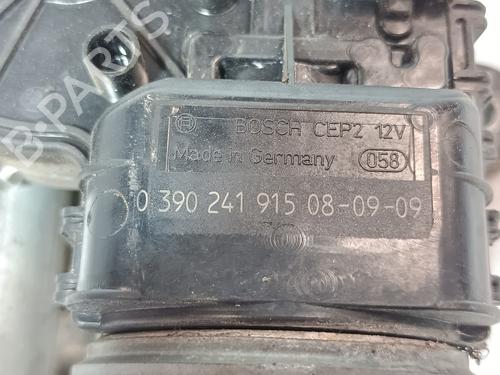 BOSCH CEP2 12V
Made in Germany 058
0 390 241 915 08-09-09
B-PARTS